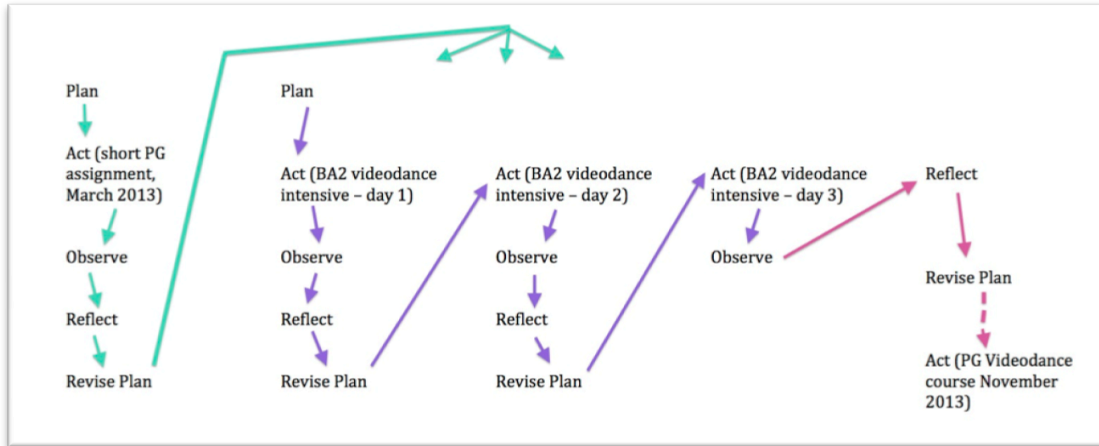 Plan
Act (short PG
assignment,
March 2013)
Observe
Reflect
Revise Plan
Plan
Act (BA2 videodance
intensive – day 1)
Observe
Reflect
Revise Plan
Act (BA2 videodance
intensive – day 2)
Observe
Reflect
Revise Plan
Act (BA2 videodance
intensive – day 3)
Observe
Reflect
Revise Plan
Act (PG Videodance
course November
2013)